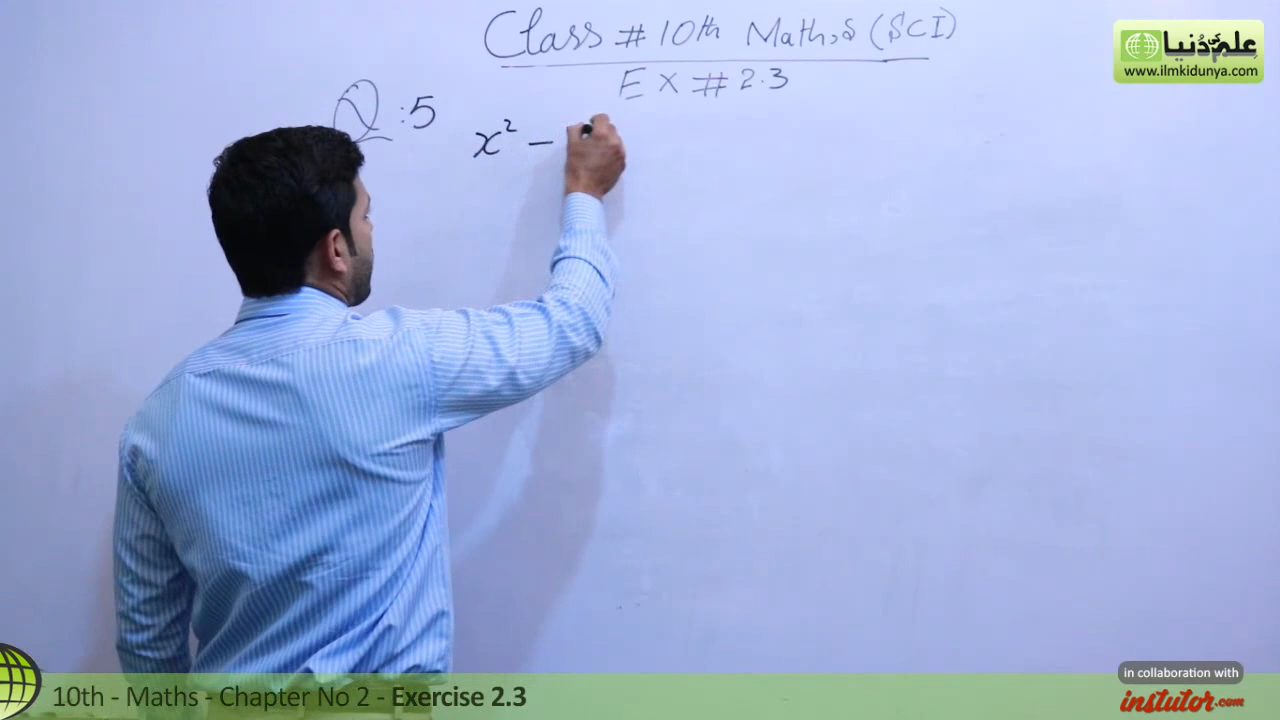 Class # 10th Maths (SCI)
EX # 2.3
Q :5
x² −
علم کی دنیا
www.ilmkidunya.com
10th - Maths - Chapter No 2 - Exercise 2.3
in collaboration with
instutor.com